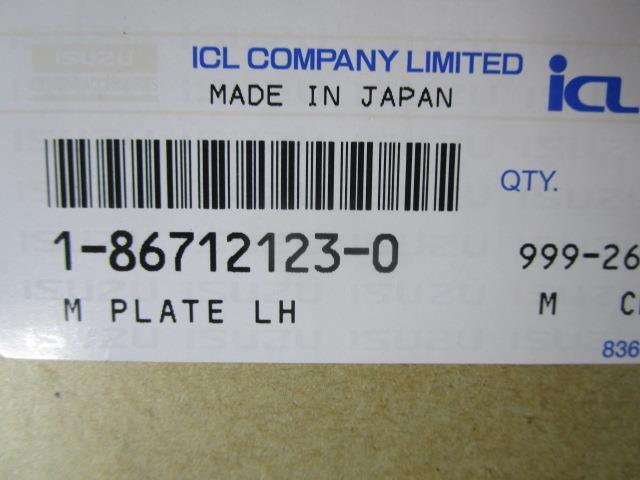 ISUZU
ICL COMPANY LIMITED
icl
MADE IN JAPAN
QTY.
1-86712123-0
999-26
M PLATE LH
M
836